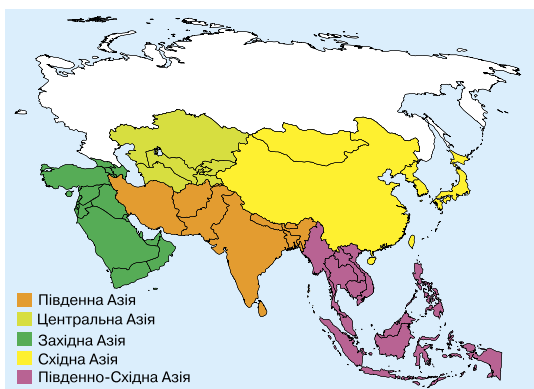 Південна Азія
Центральна Азія
Західна Азія
Східна Азія
Південно-Східна Азія